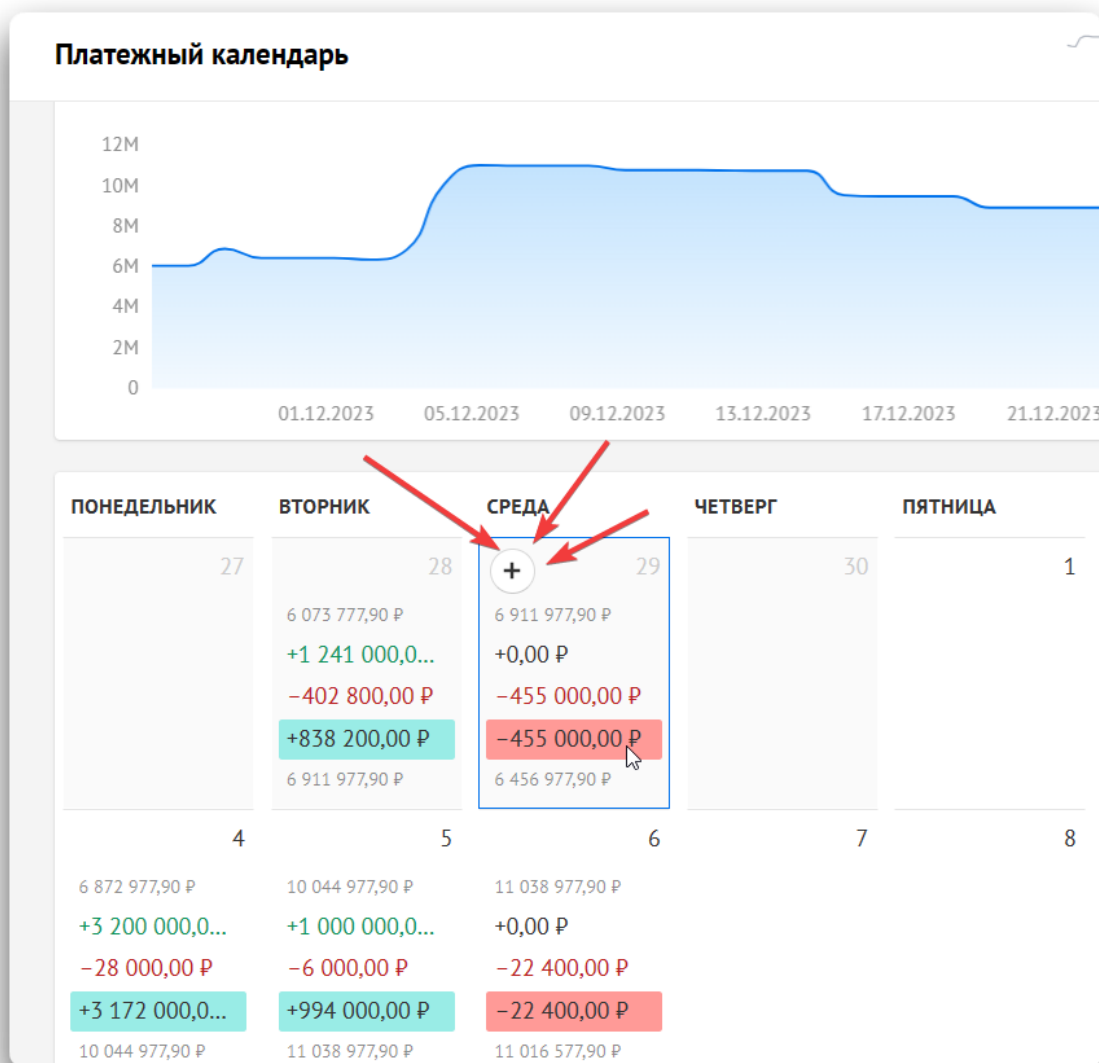 Платежный календарь
12M
10M
8M
6M
4M
2M
0
01.12.2023 05.12.2023 09.12.2023 13.12.2023 17.12.2023 21.12.2023
ПОНЕДЕЛЬНИК ВТОРНИК СРЕДА ЧЕТВЕРГ ПЯТНИЦА
27 28 + 29 30 1
6 073 777,90 ₽ 6 911 977,90 ₽
+1 241 000,0... +0,00 ₽
−402 800,00 ₽ −455 000,00 ₽
+838 200,00 ₽ −455 000,00 ₽
6 911 977,90 ₽ 6 456 977,90 ₽
4 5 6 7 8
6 872 977,90 ₽ 10 044 977,90 ₽ 11 038 977,90 ₽
+3 200 000,0... +1 000 000,0... +0,00 ₽
−28 000,00 ₽ −6 000,00 ₽ −22 400,00 ₽
+3 172 000,0... +994 000,00 ₽ −22 400,00 ₽
10 044 977,90 ₽ 11 038 977,90 ₽ 11 016 577,90 ₽